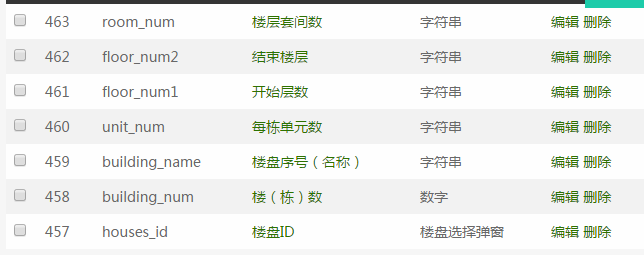 463 room_num 楼层套间数 字符串 编辑 删除
462 floor_num2 结束楼层 字符串 编辑 删除
461 floor_num1 开始层数 字符串 编辑 删除
460 unit_num 每栋单元数 字符串 编辑 删除
459 building_name 楼盘序号（名称） 字符串 编辑 删除
458 building_num 楼（栋）数 数字 编辑 删除
457 houses_id 楼盘ID 楼盘选择弹窗 编辑 删除